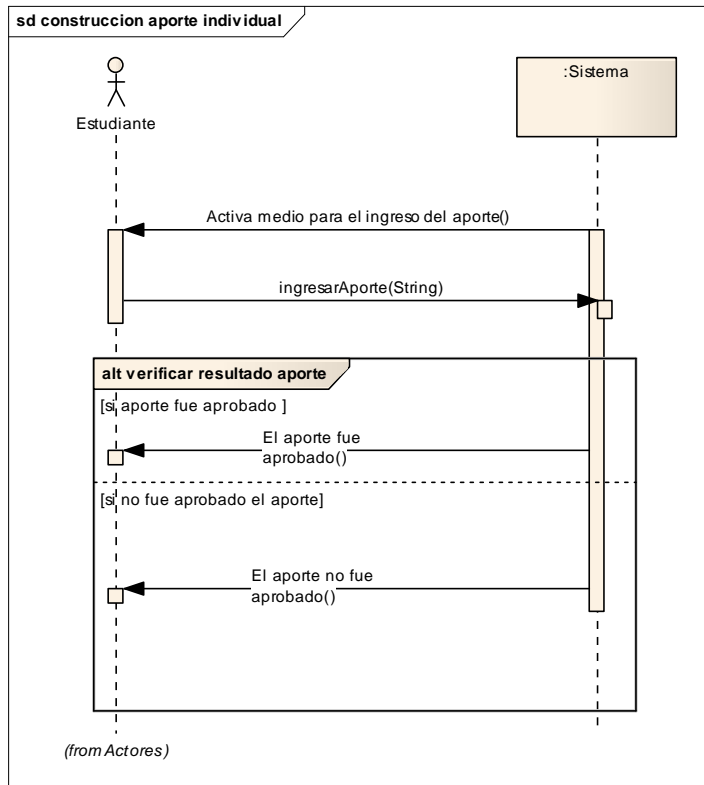 sd construccion aporte individual
Estudiante
:Sistema
Activa medio para el ingreso del aporte()
ingresarAporte(String)
alt verificar resultado aporte
[si aporte fue aprobado ]
El aporte fue
aprobado()
[si no fue aprobado el aporte]
El aporte no fue
aprobado()
(from Actores)